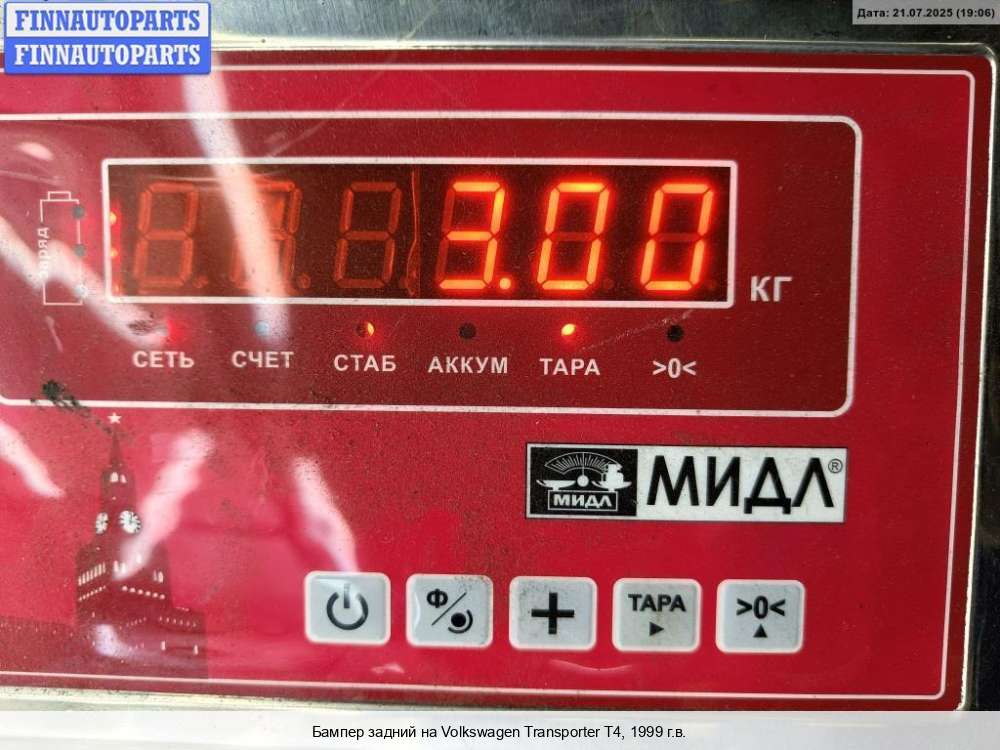 FINNAUTOPARTS
FINNAUTOPARTS
Дата: 21.07.2025 (19:06)
3.00
КГ
СЕТЬ СЧЕТ СТАБ АККУМ ТАРА >0<
МИДЛ МИДЛ®
Ф ТАРА >0<
Бампер задний на Volkswagen Transporter T4, 1999 г.в.